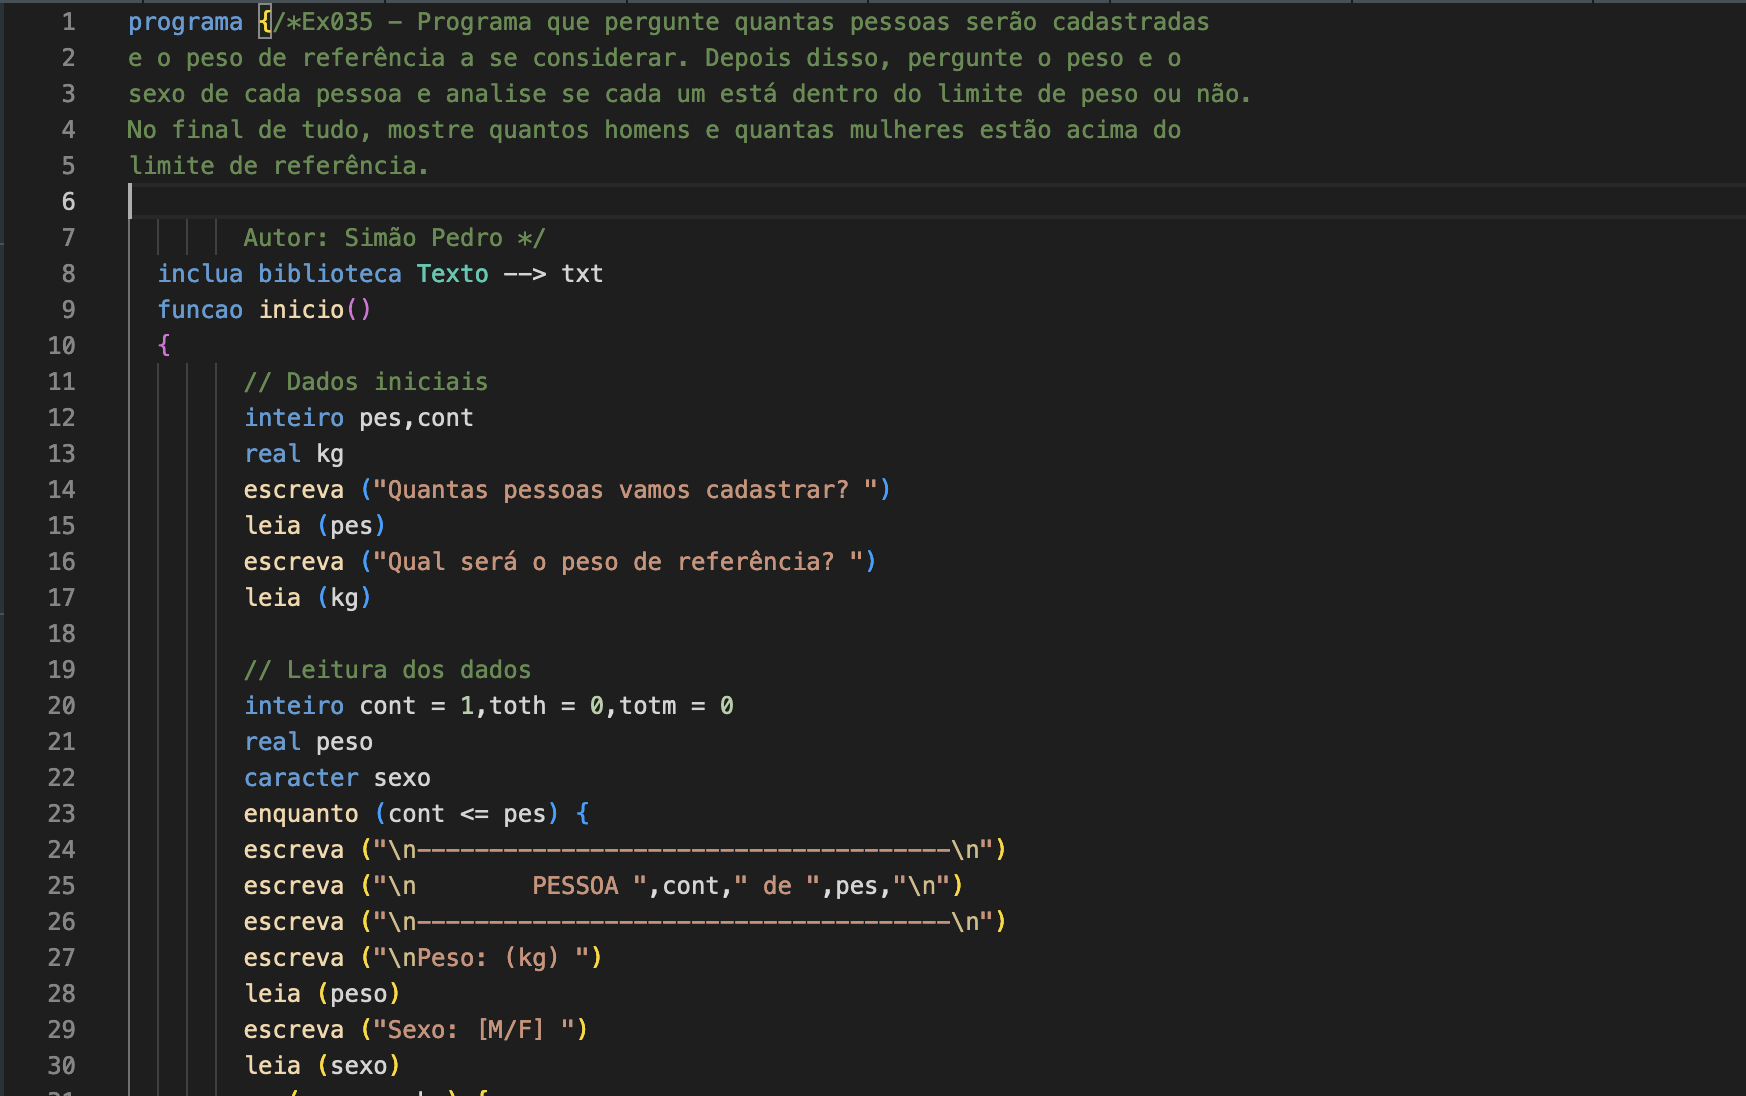 1 programa {/*Ex035 - Programa que pergunte quantas pessoas serão cadastradas
2 e o peso de referência a se considerar. Depois disso, pergunte o peso e o
3 sexo de cada pessoa e analise se cada um está dentro do limite de peso ou não.
4 No final de tudo, mostre quantos homens e quantas mulheres estão acima do
5 limite de referência.
6
7 Autor: Simão Pedro */
8 inclua biblioteca Texto --> txt
9 funcao inicio()
10 {
11 // Dados iniciais
12 inteiro pes,cont
13 real kg
14 escreva ("Quantas pessoas vamos cadastrar? ")
15 leia (pes)
16 escreva ("Qual será o peso de referência? ")
17 leia (kg)
18
19 // Leitura dos dados
20 inteiro cont = 1,toth = 0,totm = 0
21 real peso
22 caracter sexo
23 enquanto (cont <= pes) {
24 escreva ("\n-------------------------------------\n")
25 escreva ("\n        PESSOA ",cont," de ",pes,"\n")
26 escreva ("\n-------------------------------------\n")
27 escreva ("\nPeso: (kg) ")
28 leia (peso)
29 escreva ("Sexo: [M/F] ")
30 leia (sexo)